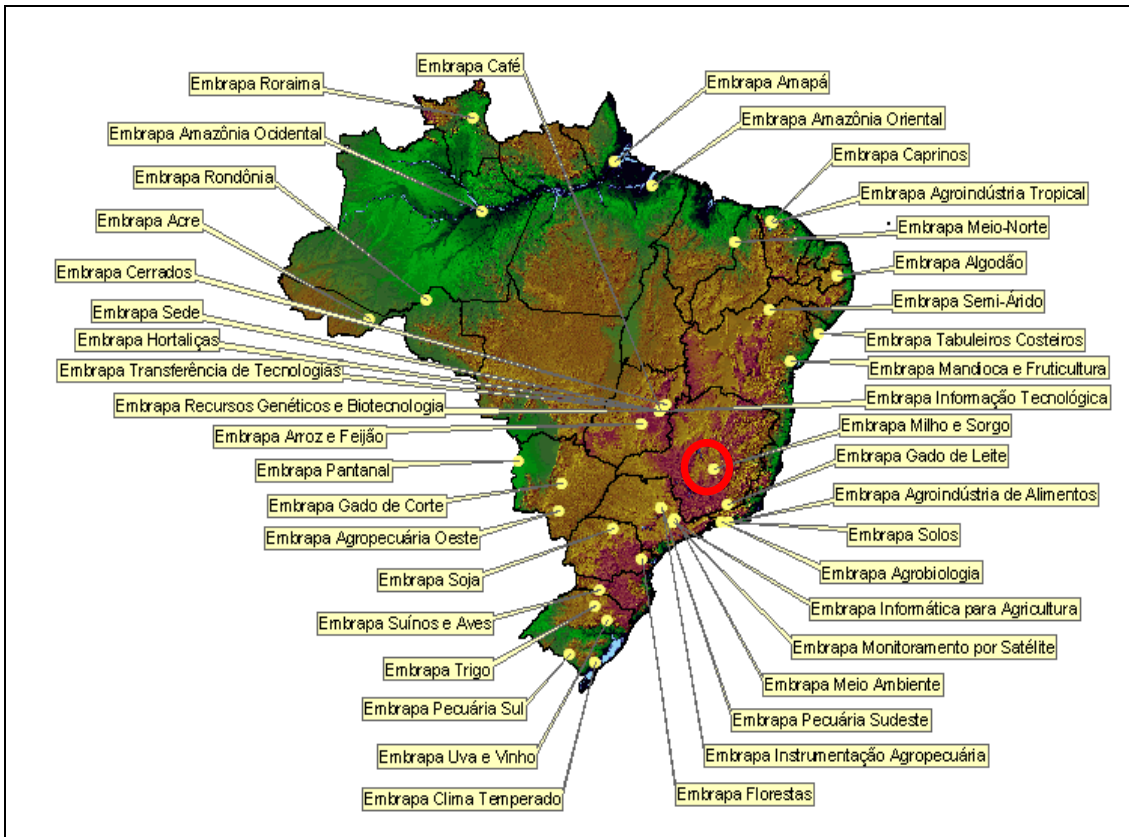 Embrapa Café
Embrapa Roraima
Embrapa Amapá
Embrapa Amazônia Ocidental
Embrapa Amazônia Oriental
Embrapa Rondônia
Embrapa Caprinos
Embrapa Acre
Embrapa Agroindústria Tropical
Embrapa Meio-Norte
Embrapa Cerrados
Embrapa Algodão
Embrapa Sede
Embrapa Semi-Árido
Embrapa Hortaliças
Embrapa Tabuleiros Costeiros
Embrapa Transferência de Tecnologias
Embrapa Mandioca e Fruticultura
Embrapa Recursos Genéticos e Biotecnologia
Embrapa Informação Tecnológica
Embrapa Arroz e Feijão
Embrapa Milho e Sorgo
Embrapa Pantanal
Embrapa Gado de Leite
Embrapa Gado de Corte
Embrapa Agroindústria de Alimentos
Embrapa Agropecuária Oeste
Embrapa Solos
Embrapa Soja
Embrapa Agrobiologia
Embrapa Suínos e Aves
Embrapa Informática para Agricultura
Embrapa Trigo
Embrapa Monitoramento por Satélite
Embrapa Pecuária Sul
Embrapa Meio Ambiente
Embrapa Uva e Vinho
Embrapa Pecuária Sudeste
Embrapa Clima Temperado
Embrapa Instrumentação Agropecuária
Embrapa Florestas